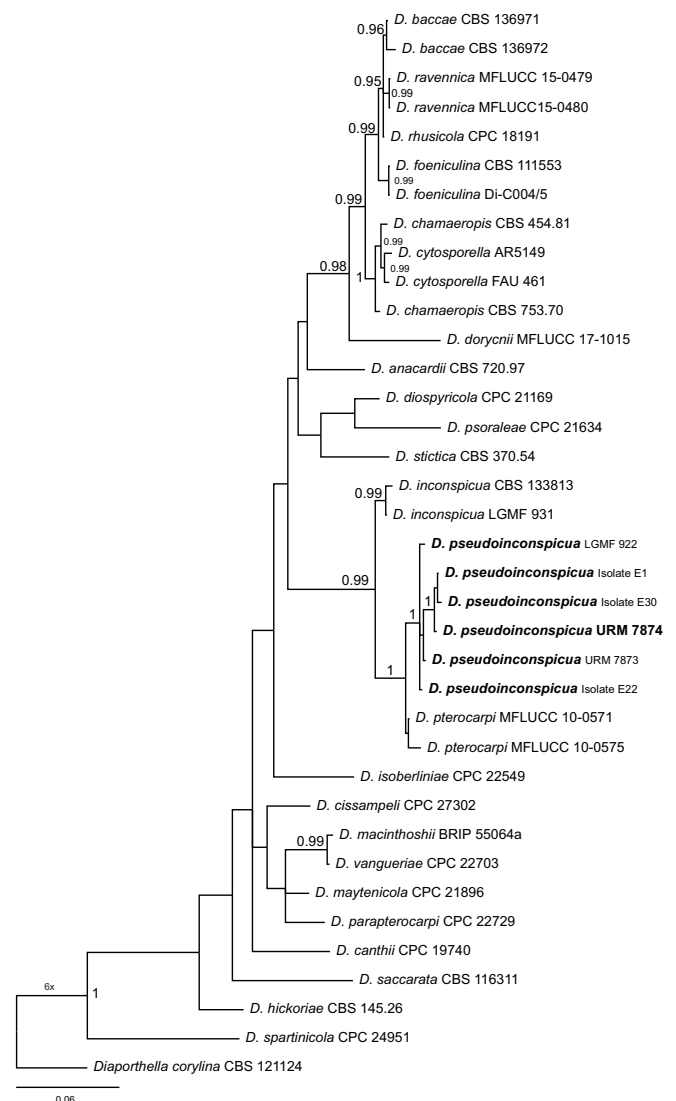 D. baccae CBS 136971
0.96
D. baccae CBS 136972
D. ravennica MFLUCC 15-0479
0.95
0.99
D. ravennica MFLUCC15-0480
0.99
D. rhusicola CPC 18191
D. foeniculina CBS 111553
0.99
D. foeniculina Di-C004/5
0.99
D. chamaeropis CBS 454.81
0.99
D. cytosporella AR5149
0.98
1
0.99
D. cytosporella FAU 461
D. chamaeropis CBS 753.70
D. dorycnii MFLUCC 17-1015
D. anacardii CBS 720.97
D. diospyricola CPC 21169
D. psoraleae CPC 21634
D. stictica CBS 370.54
D. inconspicua CBS 133813
0.99
D. inconspicua LGMF 931
D. pseudoinconspicua LGMF 922
D. pseudoinconspicua Isolate E1
0.99
1
D. pseudoinconspicua Isolate E30
1
D. pseudoinconspicua URM 7874
D. pseudoinconspicua URM 7873
1
D. pseudoinconspicua Isolate E22
D. pterocarpi MFLUCC 10-0571
D. pterocarpi MFLUCC 10-0575
D. isoberliniae CPC 22549
D. cissampeli CPC 27302
D. macinthoshii BRIP 55064a
0.99
D. vangueriae CPC 22703
D. maytenicola CPC 21896
D. parapterocarpi CPC 22729
D. canthii CPC 19740
D. saccarata CBS 116311
6x
1
D. hickoriae CBS 145.26
D. spartinicola CPC 24951
Diaporthella corylina CBS 121124
0.06